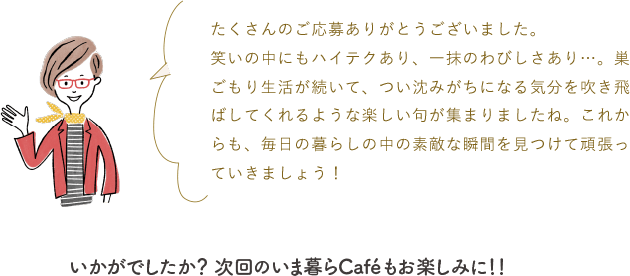 たくさんのご応募ありがとうございました。
笑いの中にもハイテクあり、一抹のわびしさあり…。巣
ごもり生活が続いて、つい沈みがちになる気分を吹き飛
ばしてくれるような楽しい句が集まりましたね。これか
らも、毎日の暮らしの中の素敵な瞬間を見つけて頑張っ
ていきましょう！
いかがでしたか？ 次回のいま暮らCaféもお楽しみに！！